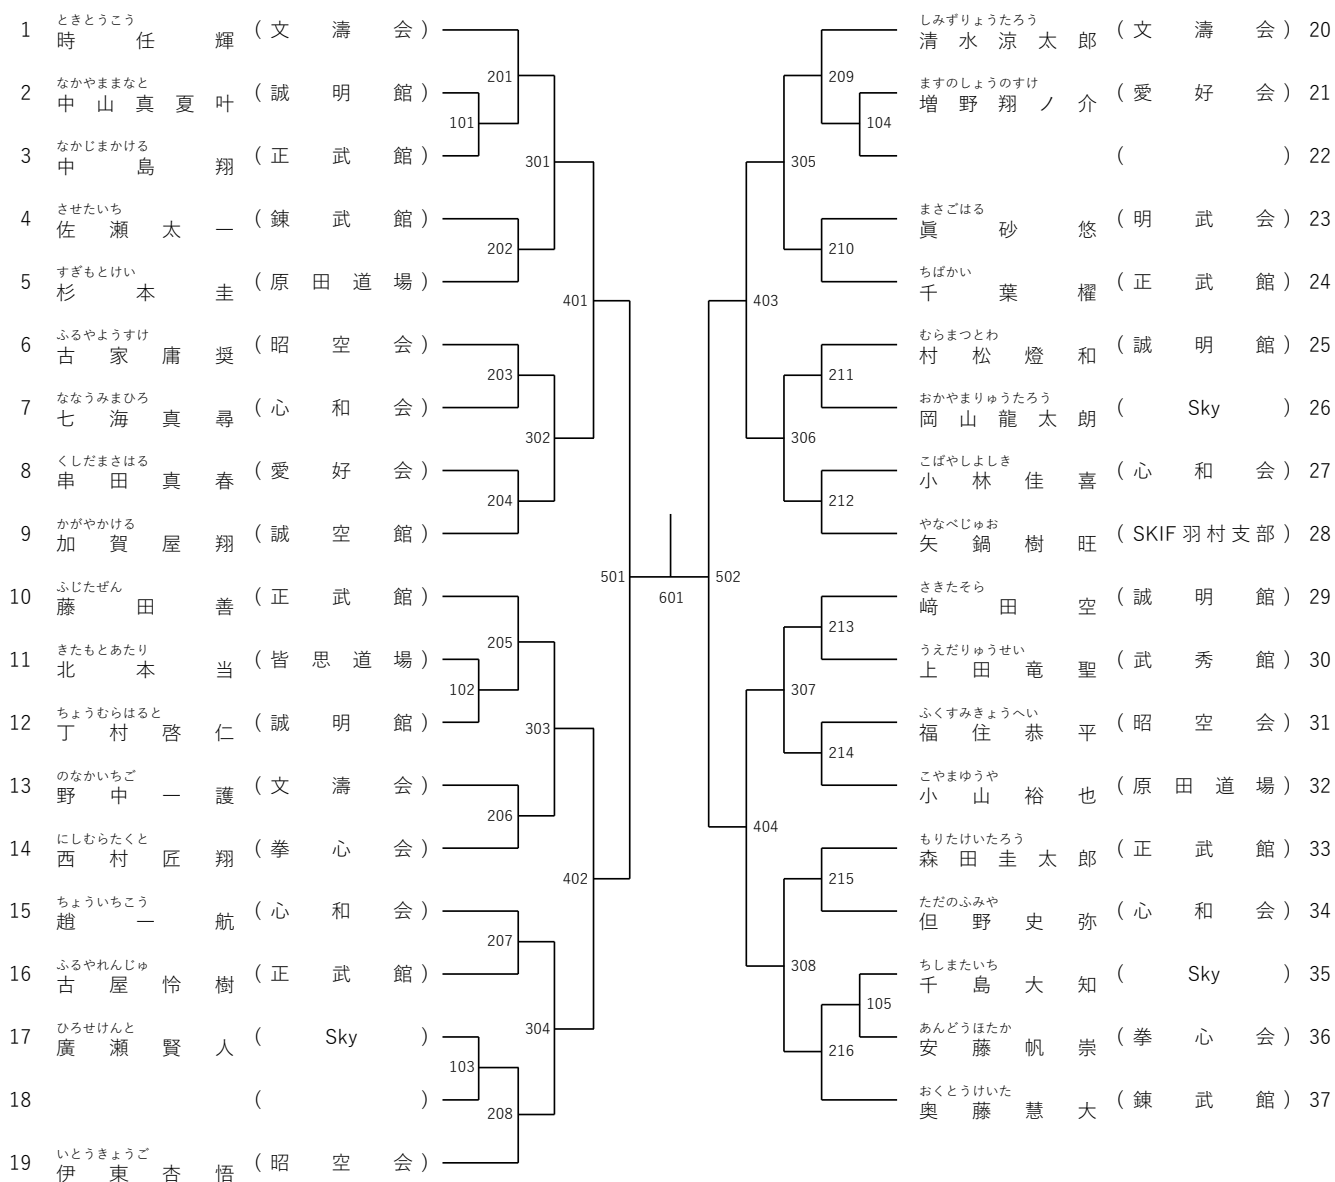 ときとうこう
1 時任輝 (文濤会)
なかやままなと
2 中山真夏叶 (誠明館)
なかじまかける
3 中島翔 (正武館)
させたいち
4 佐瀬太一 (錬武館)
すぎもとけい
5 杉本圭 (原田道場)
ふるやようすけ
6 古家庸奨 (昭空会)
ななうみまひろ
7 七海真尋 (心和会)
くしだまさはる
8 串田真春 (愛好会)
かがやかける
9 加賀屋翔 (誠空館)
ふじたぜん
10 藤田善 (正武館)
きたもとあたり
11 北本当 (皆思道場)
ちょうむらはると
12 丁村啓仁 (誠明館)
のなかいちご
13 野中一護 (文濤会)
にしむらたくと
14 西村匠翔 (拳心会)
ちょういちこう
15 趙一航 (心和会)
ふるやれんじゅ
16 古屋怜樹 (正武館)
ひろせけんと
17 廣瀬賢人 (Sky)
18 ( )
いとうきょうご
19 伊東杏悟 (昭空会)
101
102
103
201
202
203
204
205
206
207
208
301
302
303
304
401
402
501
601
502
403
404
305
306
307
308
209
210
211
212
213
214
215
216
104
105
しみずりょうたろう
清水涼太郎 (文濤会) 20
ますのしょうのすけ
増野翔ノ介 (愛好会) 21
( ) 22
まさごはる
眞砂悠 (明武会) 23
ちばかい
千葉櫂 (正武館) 24
むらまつとわ
村松燈和 (誠明館) 25
おかやまりゅうたろう
岡山龍太朗 (Sky) 26
こばやしよしき
小林佳喜 (心和会) 27
やなべじゅお
矢鍋樹旺 (SKIF羽村支部) 28
さきたそら
﨑田空 (誠明館) 29
うえだりゅうせい
上田竜聖 (武秀館) 30
ふくすみきょうへい
福住恭平 (昭空会) 31
こやまゆうや
小山裕也 (原田道場) 32
もりたけいたろう
森田圭太郎 (正武館) 33
ただのふみや
但野史弥 (心和会) 34
ちしまたいち
千島大知 (Sky) 35
あんどうほたか
安藤帆崇 (拳心会) 36
おくとうけいた
奥藤慧大 (錬武館) 37